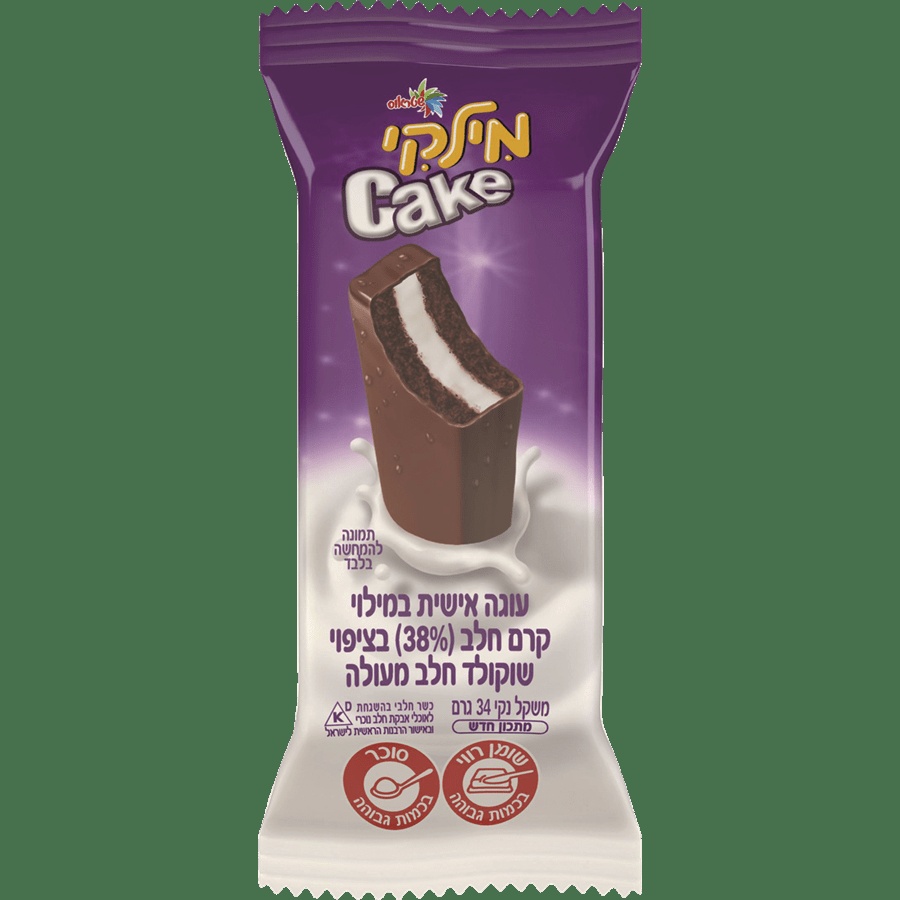 שטראוס
מילקי
Cake
תמונה
להמחשה
בלבד
עוגה אישית במילוי
קרם חלב (38%) בציפוי
שוקולד חלב מעולה
משקל נקי 34 גרם
מתכון חדש
כשר חלבי בהשגחת
לאוכלי אבקת חלב נוכרי
ובאישור הרבנות הראשית לישראל
K D
שומן רווי
בכמות גבוהה
סוכר
בכמות גבוהה